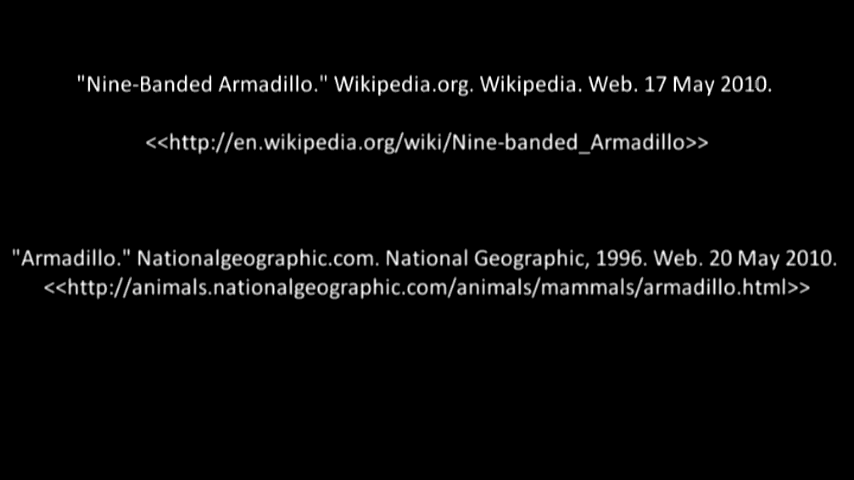 "Nine-Banded Armadillo." Wikipedia.org. Wikipedia. Web. 17 May 2010.
<<http://en.wikipedia.org/wiki/Nine-banded_Armadillo>>
"Armadillo." Nationalgeographic.com. National Geographic, 1996. Web. 20 May 2010.
<<http://animals.nationalgeographic.com/animals/mammals/armadillo.html>>